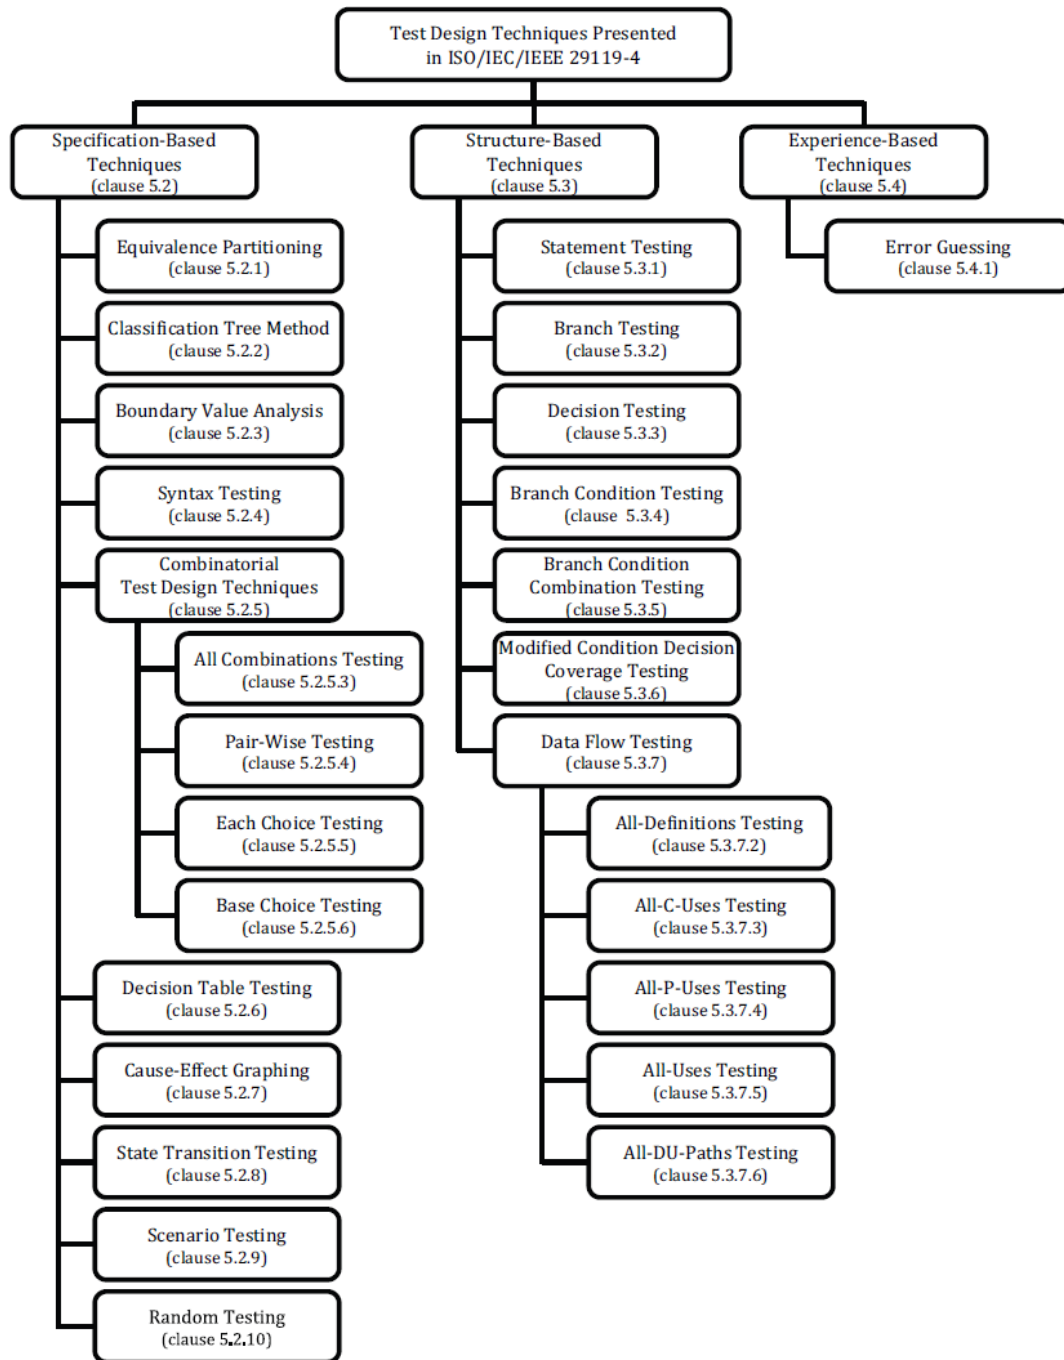 Test Design Techniques Presented
in ISO/IEC/IEEE 29119-4
Specification-Based
Techniques
(clause 5.2)
Equivalence Partitioning
(clause 5.2.1)
Classification Tree Method
(clause 5.2.2)
Boundary Value Analysis
(clause 5.2.3)
Syntax Testing
(clause 5.2.4)
Combinatorial
Test Design Techniques
(clause 5.2.5)
All Combinations Testing
(clause 5.2.5.3)
Pair-Wise Testing
(clause 5.2.5.4)
Each Choice Testing
(clause 5.2.5.5)
Base Choice Testing
(clause 5.2.5.6)
Decision Table Testing
(clause 5.2.6)
Cause-Effect Graphing
(clause 5.2.7)
State Transition Testing
(clause 5.2.8)
Scenario Testing
(clause 5.2.9)
Random Testing
(clause 5.2.10)
Structure-Based
Techniques
(clause 5.3)
Statement Testing
(clause 5.3.1)
Branch Testing
(clause 5.3.2)
Decision Testing
(clause 5.3.3)
Branch Condition Testing
(clause 5.3.4)
Branch Condition
Combination Testing
(clause 5.3.5)
Modified Condition Decision
Coverage Testing
(clause 5.3.6)
Data Flow Testing
(clause 5.3.7)
All-Definitions Testing
(clause 5.3.7.2)
All-C-Uses Testing
(clause 5.3.7.3)
All-P-Uses Testing
(clause 5.3.7.4)
All-Uses Testing
(clause 5.3.7.5)
All-DU-Paths Testing
(clause 5.3.7.6)
Experience-Based
Techniques
(clause 5.4)
Error Guessing
(clause 5.4.1)